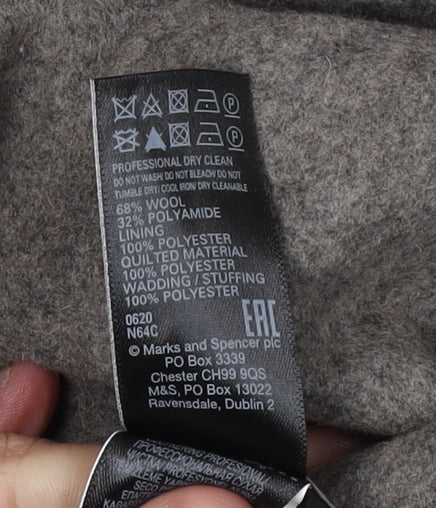 P
P
PROFESSIONAL DRY CLEAN
DO NOT WASH/ DO NOT BLEACH/ DO NOT
TUMBLE DRY/ COOL IRON/ DRY CLEANABLE
68% WOOL
32% POLYAMIDE
LINING
100% POLYESTER
QUILTED MATERIAL
100% POLYESTER
WADDING / STUFFING
100% POLYESTER
0620
N64C
EAC
© Marks and Spencer plc
PO Box 3339
Chester CH99 9QS
M&S, PO Box 13022
Ravensdale, Dublin 2